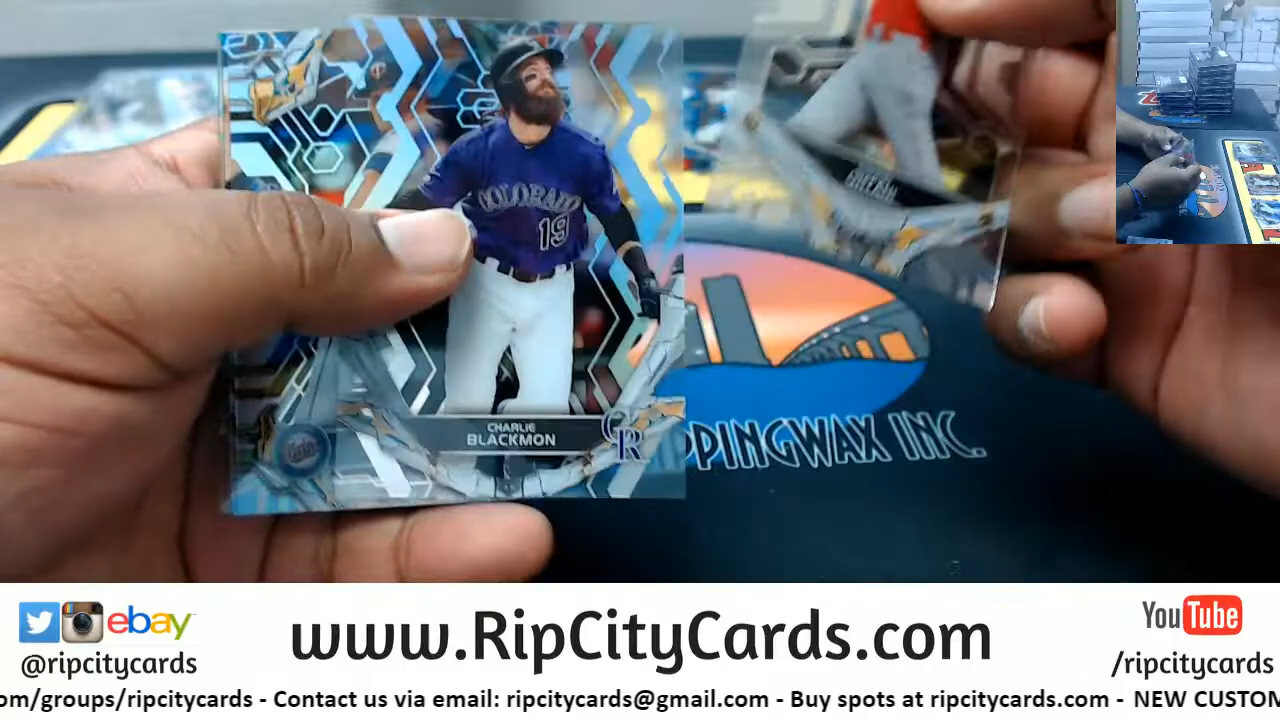 COLORADO
19
CHARLIE
BLACKMON
CR
PPINGWAX INC.
ebay
@ripcitycards
www.RipCityCards.com
YouTube
/ripcitycards
om/groups/ripcitycards - Contact us via email: ripcitycards@gmail.com - Buy spots at ripcitycards.com - NEW CUSTOM